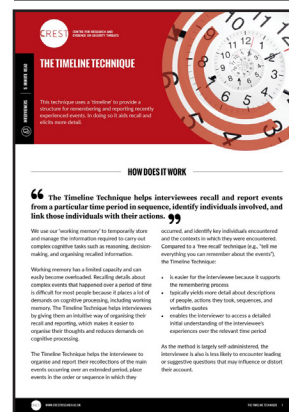 CREST
CENTRE FOR RESEARCH AND
EVIDENCE ON SECURITY THREATS
THE TIMELINE TECHNIQUE
This technique uses a 'timeline' to provide a
structure for remembering and reporting recently
experienced events. In doing so it aids recall and
elicits more detail.
INTERVIEWERS
5 MINUTE READ
HOW DOES IT WORK
“ The Timeline Technique helps interviewees recall and report events
from a particular time period in sequence, identify individuals involved, and
link those individuals with their actions. ”
We use our 'working memory' to temporarily store
and manage the information required to carry out
complex cognitive tasks such as reasoning, decision-
making, and organising recalled information.
Working memory has a limited capacity and can
easily become overloaded. Recalling details about
complex events that happened over a period of time
is difficult for most people because it places a lot of
demands on cognitive processing, including working
memory. The Timeline Technique helps interviewees
by giving them an intuitive way of organising their
recall and reporting, which makes it easier to
organise their thoughts and reduces demands on
cognitive processing.
The Timeline Technique helps the interviewee to
organise and report their recollections of the main
events occurring over an extended period, place
events in the order or sequence in which they
occurred, and identify key individuals encountered
and the contexts in which they were encountered.
Compared to a 'free recall' technique (e.g., "tell me
everything you can remember about the events"),
the Timeline Technique:
• is easier for the interviewee because it supports
the remembering process
• typically yields more detail about descriptions
of people, actions they took, sequences, and
verbatim quotes
• enables the interviewer to access a detailed
initial understanding of the interviewee's
experiences over the relevant time period
As the method is largely self-administered, the
interviewee is also is less likely to encounter leading
or suggestive questions that may influence or distort
their account.
WWW.CRESTRESEARCH.AC.UK
THE TIMELINE TECHNIQUE 1